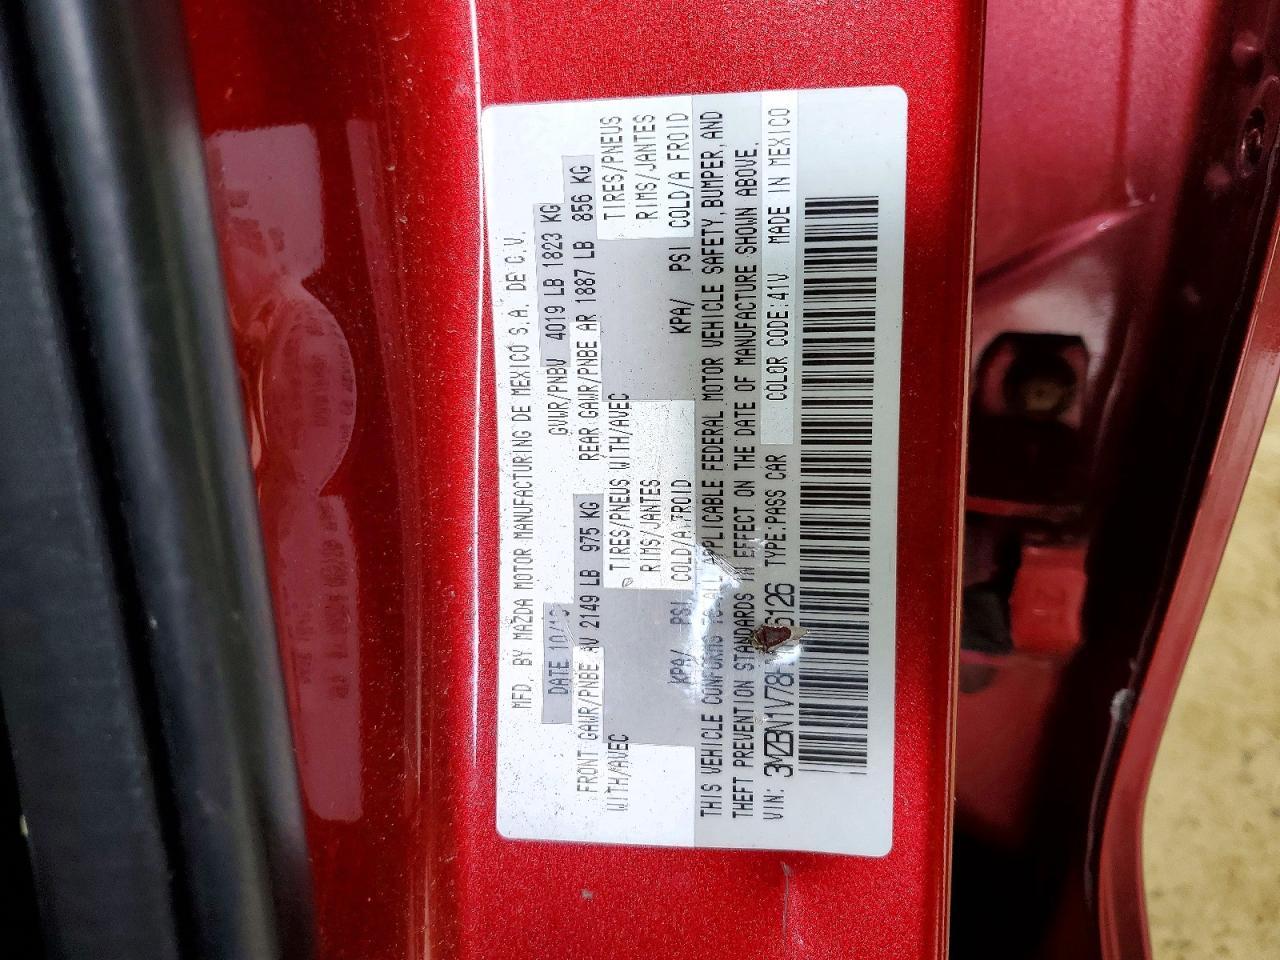 MFD. BY MAZDA MOTOR MANUFACTURING DE MEXICO S.A. DE C.V.
DATE GVWR/PNBV 4019 LB 1823 KG
FRONT GAWR/PNBE AV 2149 LB 975 KG REAR GAWR/PNBE AR 1887 LB 856 KG
WITH/AVEC TIRES/PNEUS WITH/AVEC TIRES/PNEUS
RIMS/JANTES RIMS/JANTES
KPA/ PSI COLD/A FROID KPA/ PSI COLD/A FROID
THIS VEHICLE CONFORMS TO ALL APPLICABLE FEDERAL MOTOR VEHICLE SAFETY, BUMPER, AND
THEFT PREVENTION STANDARDS IN EFFECT ON THE DATE OF MANUFACTURE SHOWN ABOVE.
VIN: TYPE:PASS CAR COLOR CODE:41V MADE IN MEXICO